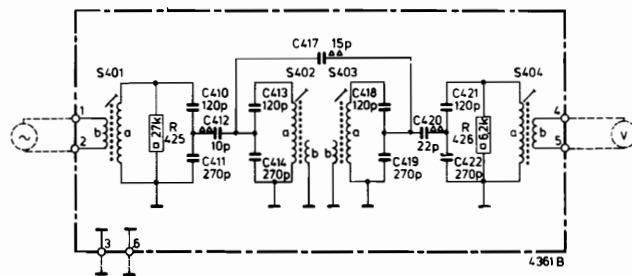 C417 15p
S401 S402 S403 S404
C410 C413 C418 C421
120p 120p 120p 120p
C412 C420
1 4
27k 6,2k
b a R a b b a R a b
425 10p 22p 426
2 5
C411 C414 C419 C422
270p 270p 270p 270p
V
3 6
4361B